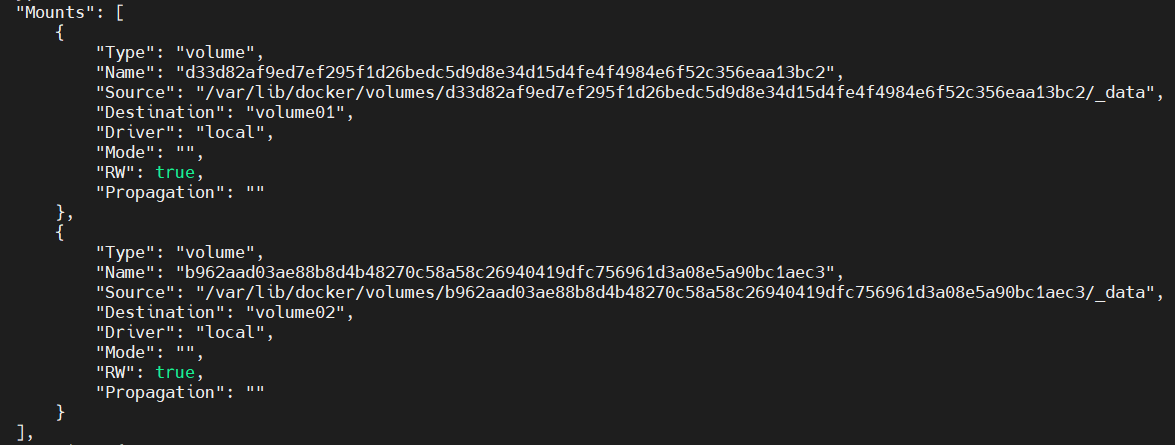 "Mounts": [
{
"Type": "volume",
"Name": "d33d82af9ed7ef295f1d26bedc5d9d8e34d15d4fe4f4984e6f52c356eaa13bc2",
"Source": "/var/lib/docker/volumes/d33d82af9ed7ef295f1d26bedc5d9d8e34d15d4fe4f4984e6f52c356eaa13bc2/_data",
"Destination": "volume01",
"Driver": "local",
"Mode": "",
"RW": true,
"Propagation": ""
},
{
"Type": "volume",
"Name": "b962aad03ae88b8d4b48270c58a58c26940419dfc756961d3a08e5a90bc1aec3",
"Source": "/var/lib/docker/volumes/b962aad03ae88b8d4b48270c58a58c26940419dfc756961d3a08e5a90bc1aec3/_data",
"Destination": "volume02",
"Driver": "local",
"Mode": "",
"RW": true,
"Propagation": ""
}
],